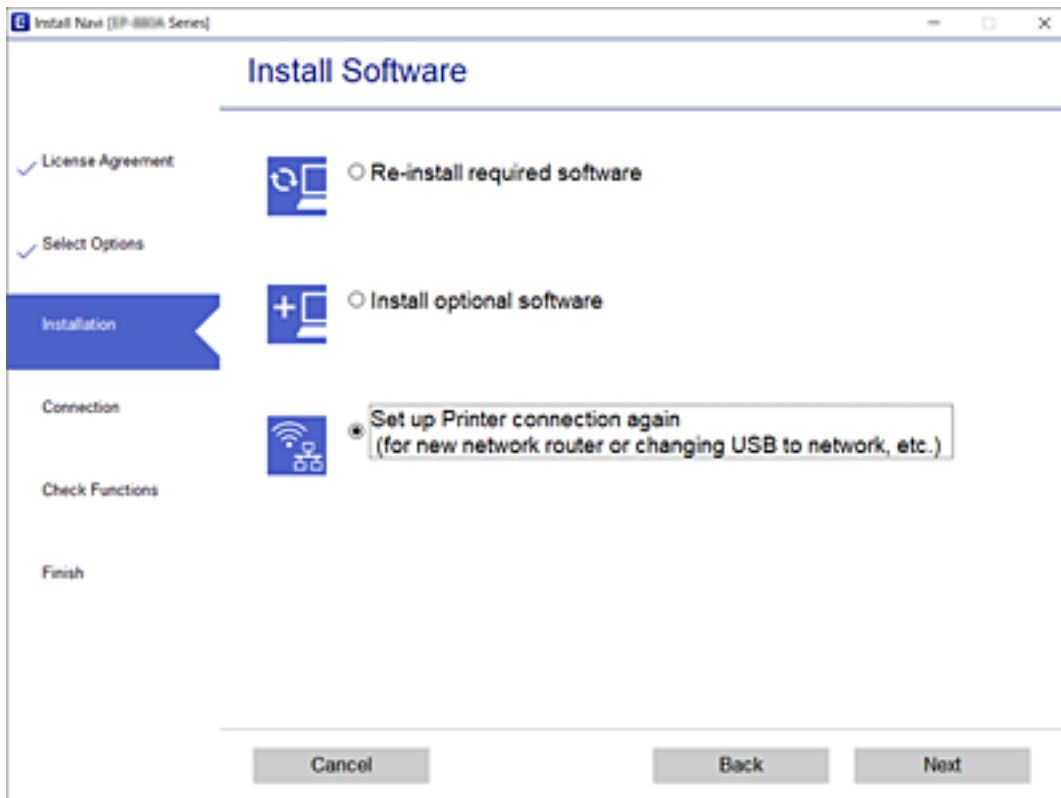 Install Navi [ Series]
Install Software
License Agreement
Select Options
Installation
Connection
Check Functions
Finish
Re-install required software
Install optional software
Set up Printer connection again
(for new network router or changing USB to network, etc.)
Cancel
Back
Next